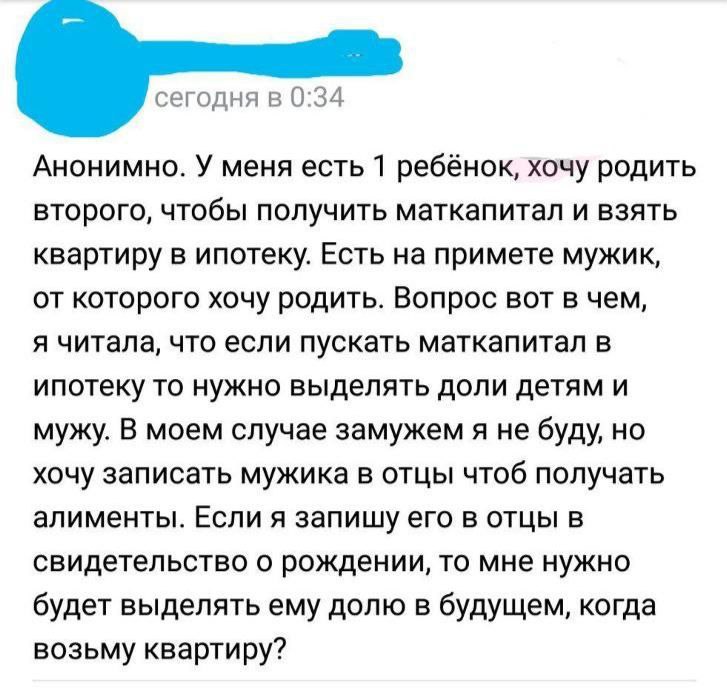 сегодня в 0:34
Анонимно. У меня есть 1 ребёнок, хочу родить
второго, чтобы получить маткапитал и взять
квартиру в ипотеку. Есть на примете мужик,
от которого хочу родить. Вопрос вот в чем,
я читала, что если пускать маткапитал в
ипотеку то нужно выделять доли детям и
мужу. В моем случае замужем я не буду, но
хочу записать мужика в отцы чтоб получать
алименты. Если я запишу его в отцы в
свидетельство о рождении, то мне нужно
будет выделять ему долю в будущем, когда
возьму квартиру?